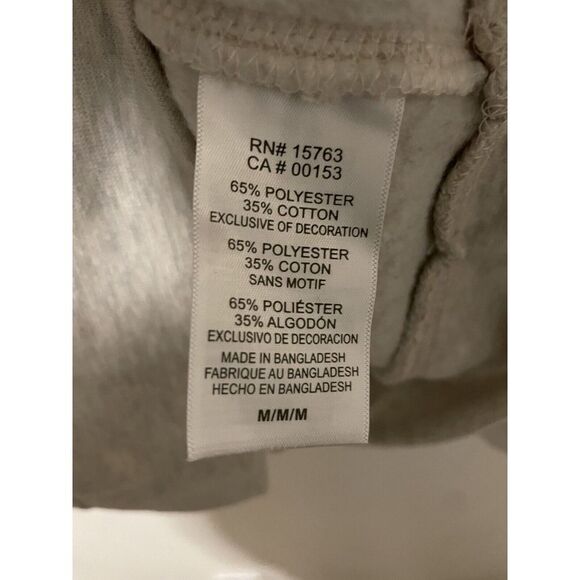 RN# 15763
CA # 00153
65% POLYESTER
35% COTTON
EXCLUSIVE OF DECORATION
65% POLYESTER
35% COTON
SANS MOTIF
65% POLIÉSTER
35% ALGODÓN
EXCLUSIVO DE DECORACION
MADE IN BANGLADESH
FABRIQUE AU BANGLADESH
HECHO EN BANGLADESH
M/M/M